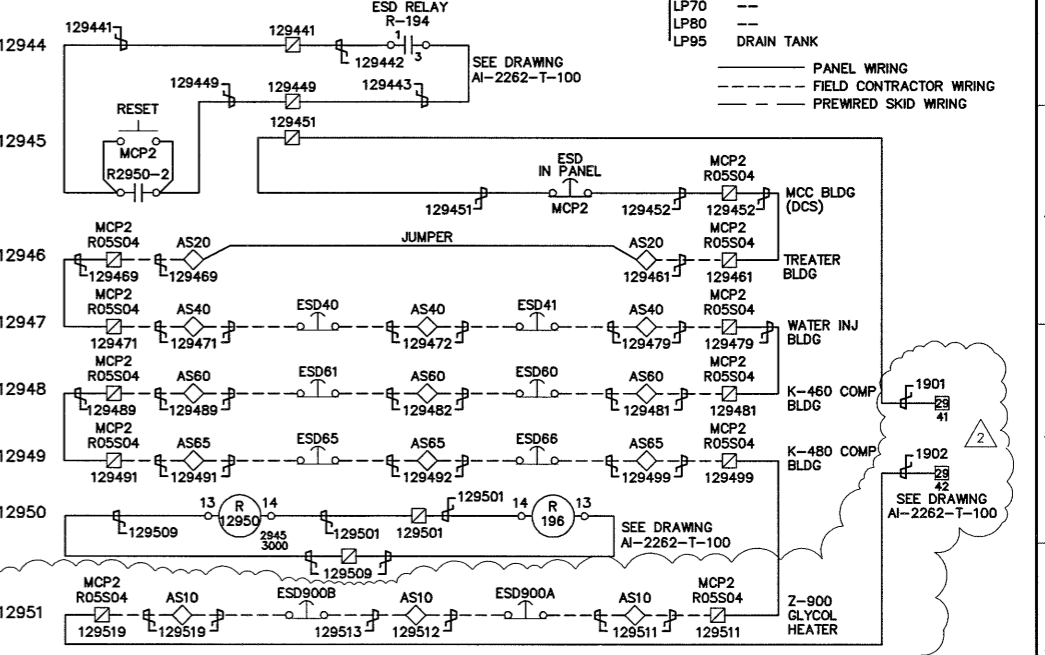 LP70 --
LP80 --
LP95 DRAIN TANK
PANEL WIRING
FIELD CONTRACTOR WIRING
PREWIRED SKID WIRING
ESD RELAY
R-194
12944
129441
129441
1
3
129442
SEE DRAWING
AI-2262-T-100
129449
129449
129443
RESET
MCP2
R2950-2
12945
129451
ESD
IN PANEL
MCP2
129451
129452
MCP2
R05S04
129452
MCC BLDG
(DCS)
12946
MCP2
R05S04
129469
AS20
129469
JUMPER
AS20
129461
MCP2
R05S04
129461
TREATER
BLDG
12947
MCP2
R05S04
129471
AS40
129471
ESD40
AS40
129472
ESD41
AS40
129479
MCP2
R05S04
129479
WATER INJ
BLDG
12948
MCP2
R05S04
129489
AS60
129489
ESD61
AS60
129482
ESD60
AS60
129481
MCP2
R05S04
129481
K-460 COMP
BLDG
1901
29
41
2
12949
MCP2
R05S04
129491
AS65
129491
ESD65
AS65
129492
ESD66
AS65
129499
MCP2
R05S04
129499
K-480 COMP
BLDG
1902
29
42
SEE DRAWING
AI-2262-T-100
12950
129509
13
R
12950
14
2945
3000
129501
129501
129501
14
R
196
13
SEE DRAWING
AI-2262-T-100
129509
12951
MCP2
R05S04
129519
AS10
129519
ESD900B
129513
AS10
129512
ESD900A
AS10
129511
MCP2
R05S04
129511
Z-900
GLYCOL
HEATER